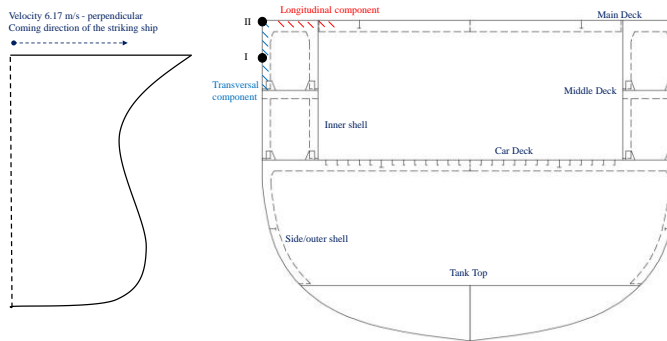 Velocity 6.17 m/s - perpendicular
Coming direction of the striking ship
II
Longitudinal component
Main Deck
I
Transversal
component
Middle Deck
Inner shell
Car Deck
Side/outer shell
Tank Top